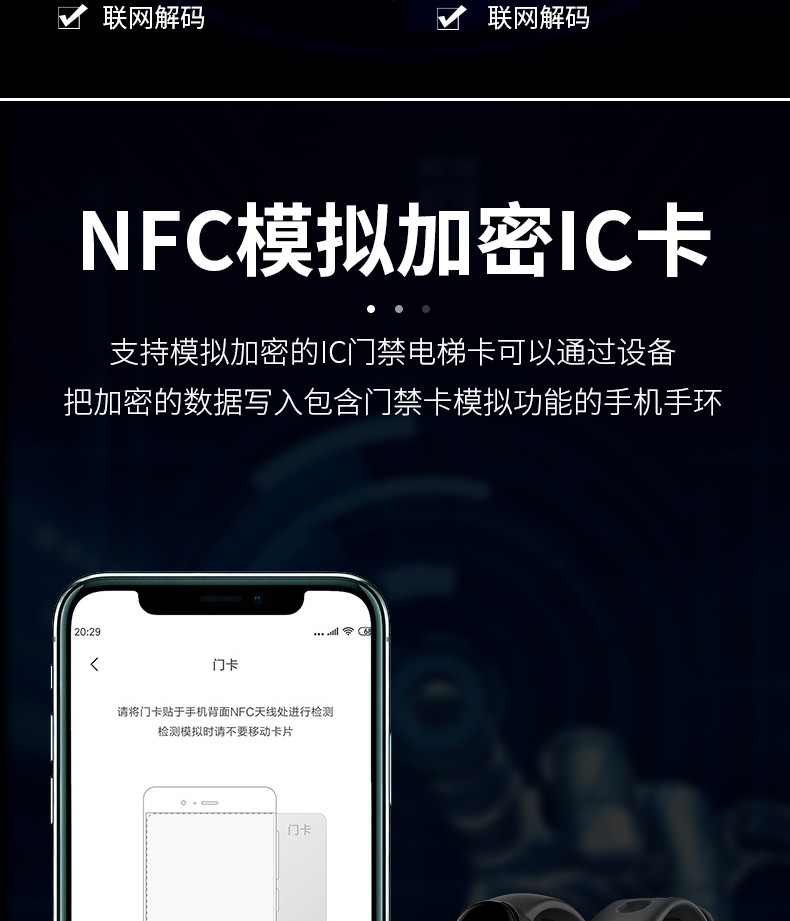 联网解码
联网解码
NFC模拟加密IC卡
支持模拟加密的IC门禁电梯卡可以通过设备
把加密的数据写入包含门禁卡模拟功能的手机手环
20:29
门卡
请将门卡贴于手机背面NFC天线处进行检测
检测模拟时请不要移动卡片
门卡